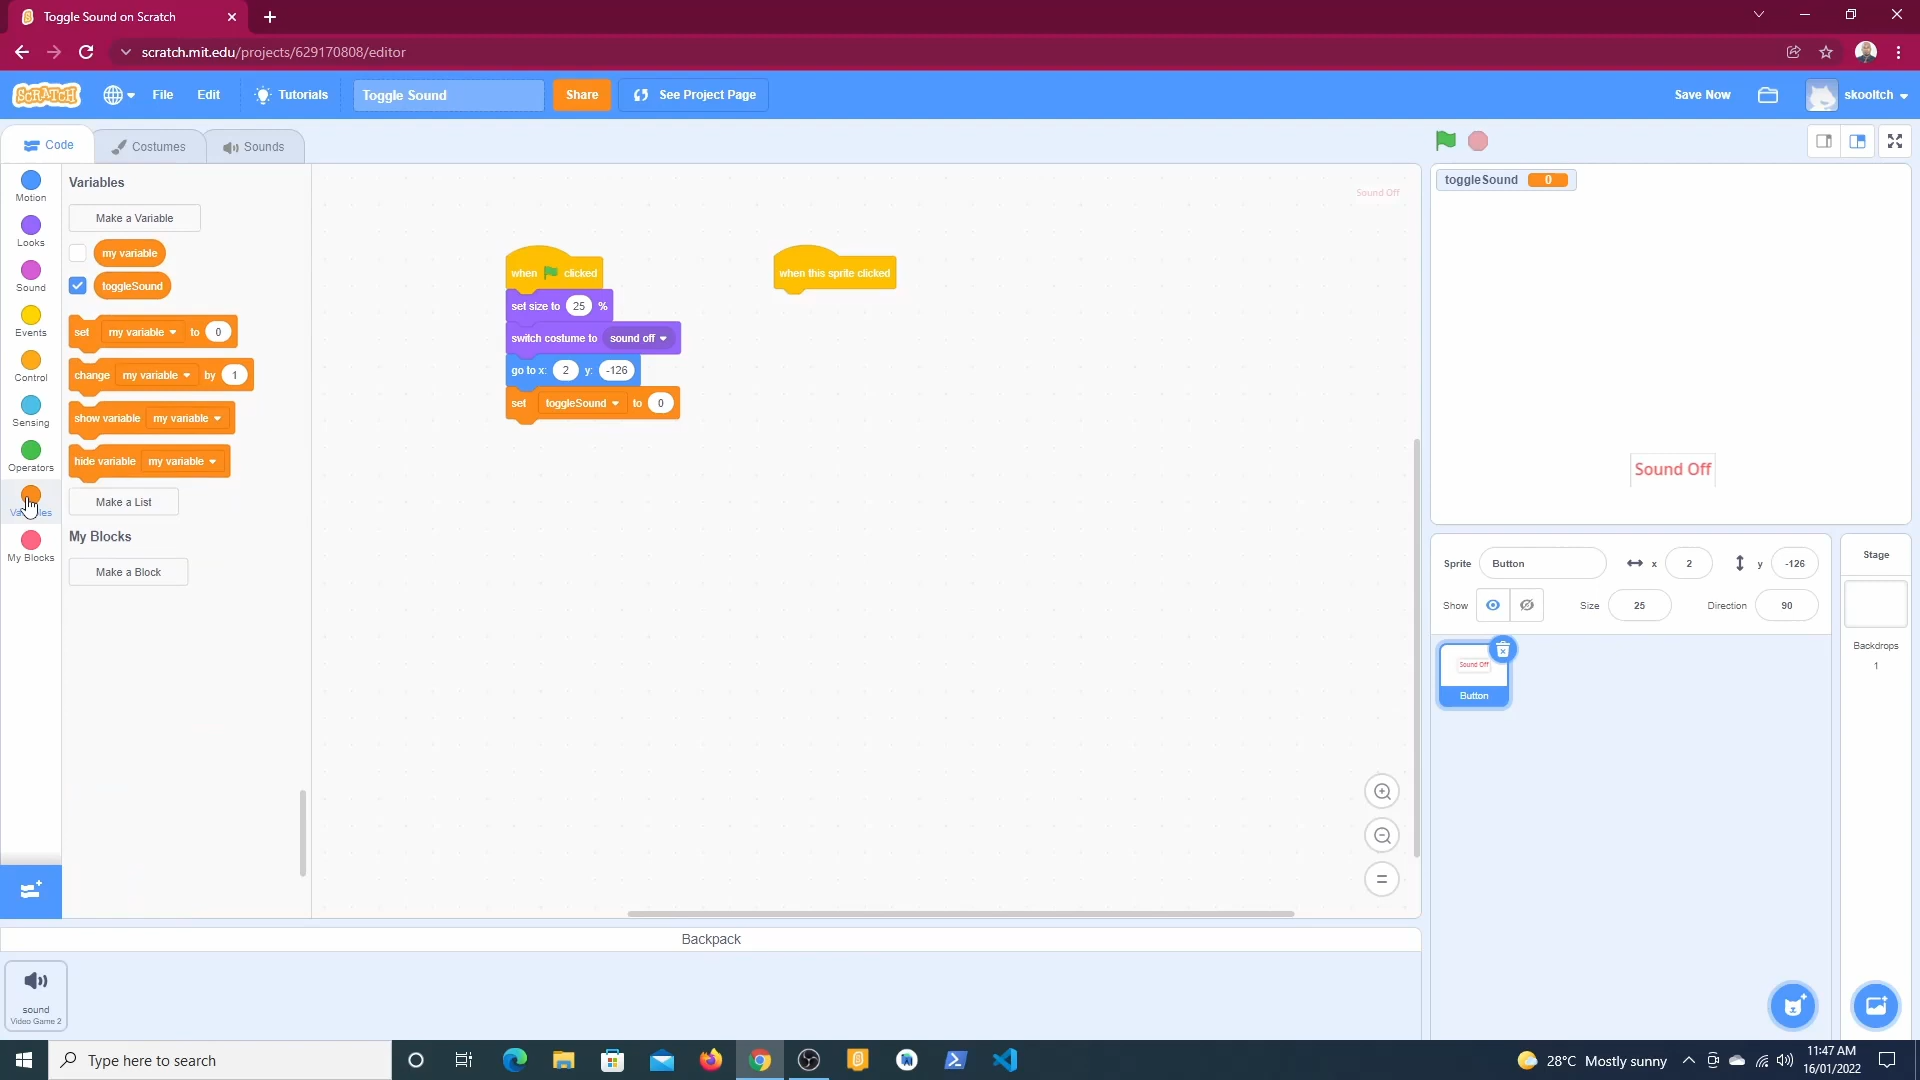 Toggle Sound on Scratch
scratch.mit.edu/projects/629170808/editor
SCRATCH
File
Edit
Tutorials
Toggle Sound
Share
See Project Page
Save Now
skooltch
Code
Costumes
Sounds
Motion
Looks
Sound
Events
Control
Sensing
Operators
My Blocks
Variables
Make a Variable
my variable
toggleSound
set my variable to 0
change my variable by 1
show variable my variable
hide variable my variable
Make a List
My Blocks
Make a Block
when clicked
set size to 25 %
switch costume to sound off
go to x: 2 y: -126
set toggleSound to 0
when this sprite clicked
Sound Off
toggleSound 0
Sound Off
Sprite Button x 2 y -126
Show Size 25 Direction 90
Sound Off
Button
Stage
Backdrops
1
Backpack
sound
Video Game 2
Type here to search
28°C Mostly sunny
11:47 AM
16/01/2022